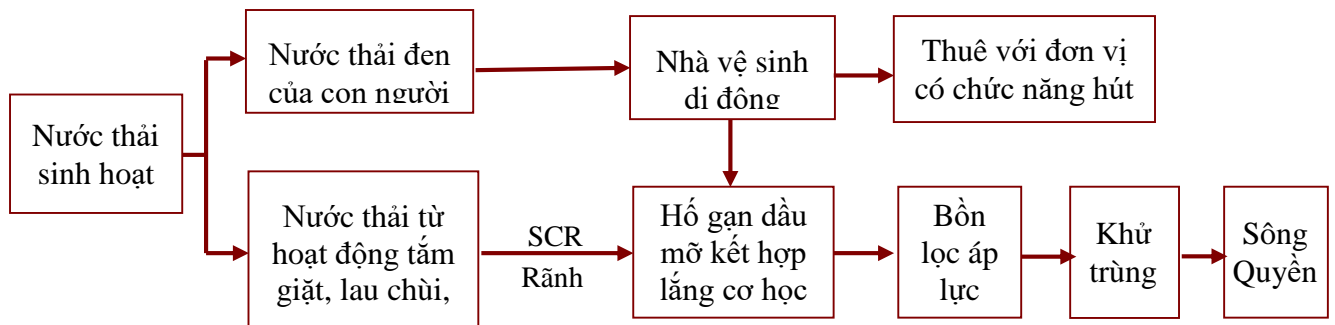 Nước thải
sinh hoạt
Nước thải đen
của con người
Nhà vệ sinh
di động
Thuê với đơn vị
có chức năng hút
Nước thải từ
hoạt động tắm
giặt, lau chùi,
SCR
Rãnh
Hố gạn dầu
mỡ kết hợp
lắng cơ học
Bồn
lọc áp
lực
Khử
trùng
Sông
Quyền